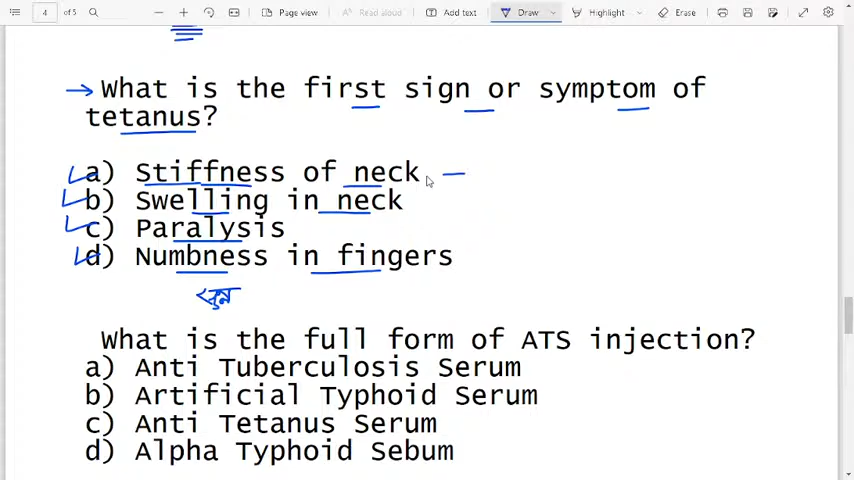 4 of 5 Page view Read aloud Add text Draw Highlight Erase
What is the first sign or symptom of
tetanus?
a) Stiffness of neck
b) Swelling in neck
c) Paralysis
d) Numbness in fingers
What is the full form of ATS injection?
a) Anti Tuberculosis Serum
b) Artificial Typhoid Serum
c) Anti Tetanus Serum
d) Alpha Typhoid Sebum